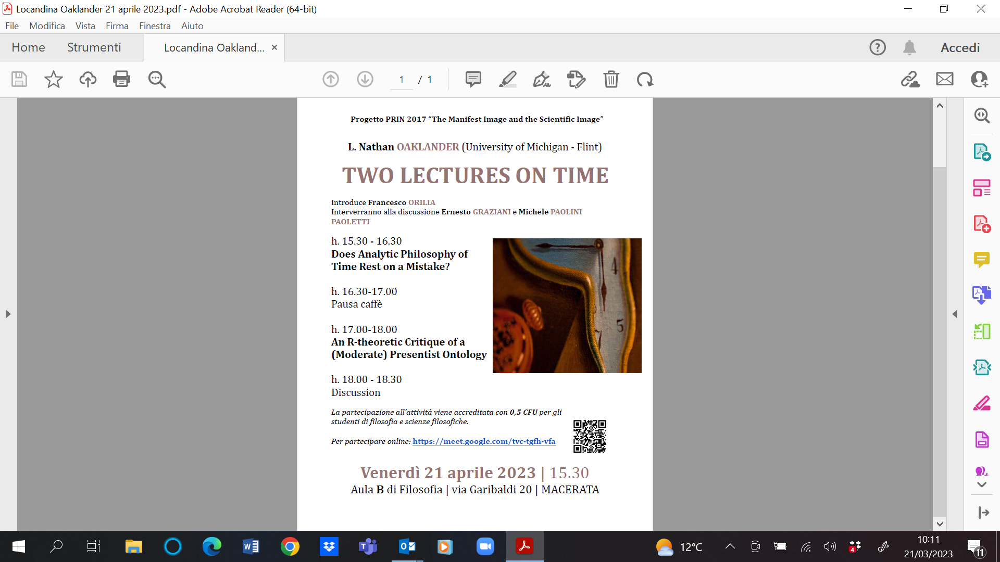 Locandina Oaklander 21 aprile 2023.pdf - Adobe Acrobat Reader (64-bit)
File Modifica Vista Firma Finestra Aiuto
Home Strumenti Locandina Oakland... × Accedi
1 / 1
Progetto PRIN 2017 “The Manifest Image and the Scientific Image”
L. Nathan OAKLANDER (University of Michigan - Flint)
TWO LECTURES ON TIME
Introduce Francesco ORILIA
Interverranno alla discussione Ernesto GRAZIANI e Michele PAOLINI
PAOLETTI
h. 15.30 - 16.30
Does Analytic Philosophy of
Time Rest on a Mistake?
h. 16.30-17.00
Pausa caffè
h. 17.00-18.00
An R-theoretic Critique of a
(Moderate) Presentist Ontology
h. 18.00 - 18.30
Discussion
4
5
7
La partecipazione all’attività viene accreditata con 0,5 CFU per gli
studenti di filosofia e scienze filosofiche.
Per partecipare online: https://meet.google.com/tvc-tgfh-vfa
Venerdì 21 aprile 2023 | 15.30
Aula B di Filosofia | via Garibaldi 20 | MACERATA
12°C
4
10:11
21/03/2023
11